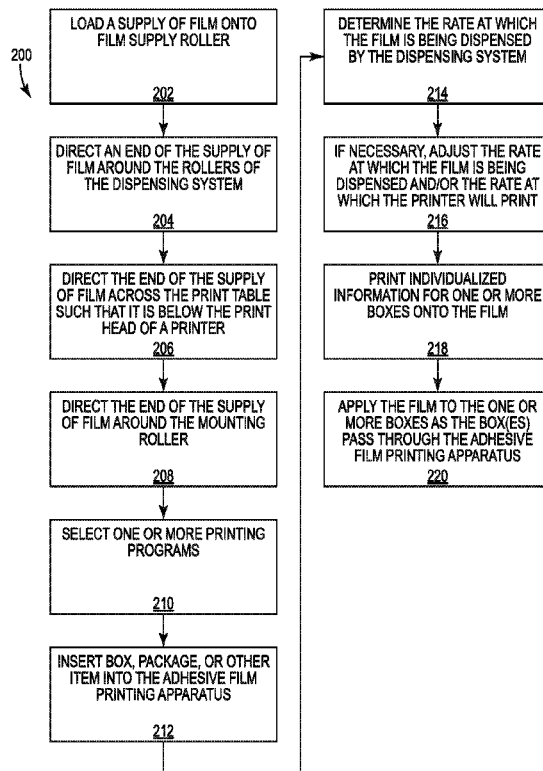 200
LOAD A SUPPLY OF FILM ONTO
FILM SUPPLY ROLLER
202
DIRECT AN END OF THE SUPPLY OF
FILM AROUND THE ROLLERS
OF THE DISPENSING SYSTEM
204
DIRECT THE END OF THE SUPPLY
OF FILM ACROSS THE PRINT TABLE
SUCH THAT IT IS BELOW THE PRINT
HEAD OF A PRINTER
206
DIRECT THE END OF THE SUPPLY
OF FILM AROUND THE MOUNTING
ROLLER
208
SELECT ONE OR MORE PRINTING
PROGRAMS
210
INSERT BOX, PACKAGE, OR OTHER
ITEM INTO THE ADHESIVE FILM
PRINTING APPARATUS
212
DETERMINE THE RATE AT WHICH
THE FILM IS BEING DISPENSED
BY THE DISPENSING SYSTEM
214
IF NECESSARY, ADJUST THE RATE
AT WHICH THE FILM IS BEING
DISPENSED AND/OR THE RATE AT
WHICH THE PRINTER WILL PRINT
216
PRINT INDIVIDUALIZED
INFORMATION FOR ONE OR MORE
BOXES ONTO THE FILM
218
APPLY THE FILM TO THE ONE OR
MORE BOXES AS THE BOX(ES)
PASS THROUGH THE ADHESIVE
FILM PRINTING APPARATUS
220